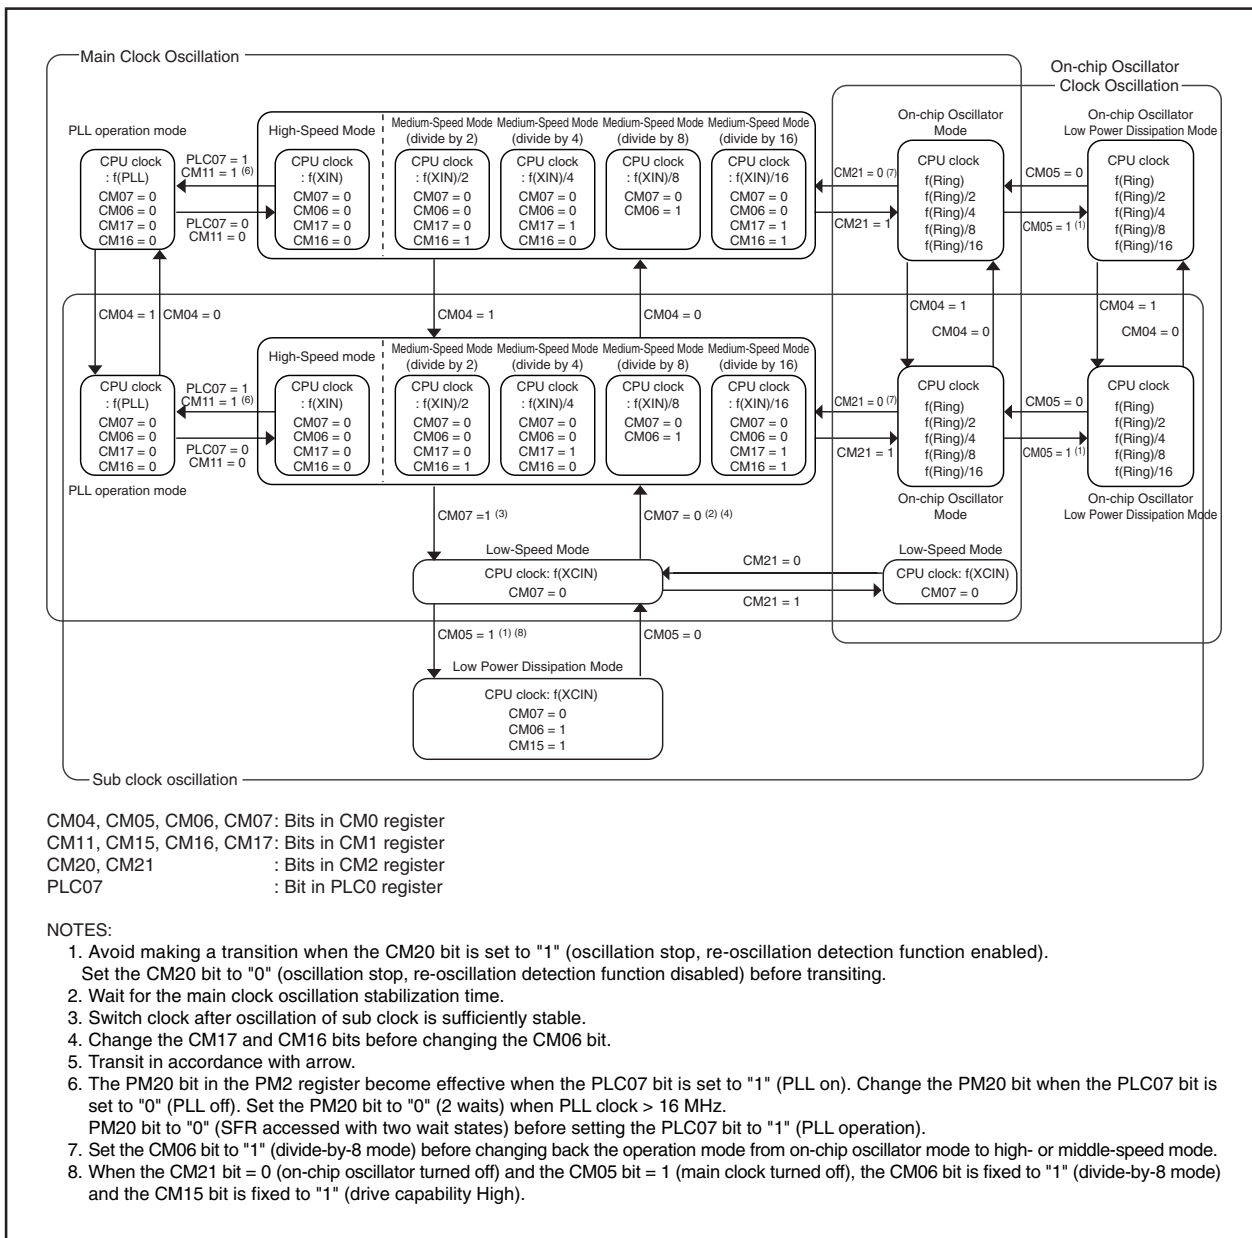 Main Clock Oscillation
On-chip Oscillator
Clock Oscillation
PLL operation mode
CPU clock
: f(PLL)
CM07 = 0
CM06 = 0
CM17 = 0
CM16 = 0
PLC07 = 1
CM11 = 1 (6)
PLC07 = 0
CM11 = 0
High-Speed Mode
CPU clock
: f(XIN)
CM07 = 0
CM06 = 0
CM17 = 0
CM16 = 0
Medium-Speed Mode
(divide by 2)
CPU clock
: f(XIN)/2
CM07 = 0
CM06 = 0
CM17 = 0
CM16 = 1
Medium-Speed Mode
(divide by 4)
CPU clock
: f(XIN)/4
CM07 = 0
CM06 = 0
CM17 = 1
CM16 = 0
Medium-Speed Mode
(divide by 8)
CPU clock
: f(XIN)/8
CM07 = 0
CM06 = 1
Medium-Speed Mode
(divide by 16)
CPU clock
: f(XIN)/16
CM07 = 0
CM06 = 0
CM17 = 1
CM16 = 1
CM21 = 0 (7)
CM21 = 1
On-chip Oscillator
Mode
CPU clock
f(Ring)
f(Ring)/2
f(Ring)/4
f(Ring)/8
f(Ring)/16
CM05 = 0
CM05 = 1 (1)
On-chip Oscillator
Low Power Dissipation Mode
CPU clock
f(Ring)
f(Ring)/2
f(Ring)/4
f(Ring)/8
f(Ring)/16
CM04 = 1
CM04 = 0
CM04 = 1
CM04 = 0
CM04 = 1
CM04 = 0
CM04 = 1
CM04 = 0
CPU clock
: f(PLL)
CM07 = 0
CM06 = 0
CM17 = 0
CM16 = 0
PLL operation mode
PLC07 = 1
CM11 = 1 (6)
PLC07 = 0
CM11 = 0
High-Speed mode
CPU clock
: f(XIN)
CM07 = 0
CM06 = 0
CM17 = 0
CM16 = 0
Medium-Speed Mode
(divide by 2)
CPU clock
: f(XIN)/2
CM07 = 0
CM06 = 0
CM17 = 0
CM16 = 1
Medium-Speed Mode
(divide by 4)
CPU clock
: f(XIN)/4
CM07 = 0
CM06 = 0
CM17 = 1
CM16 = 0
Medium-Speed Mode
(divide by 8)
CPU clock
: f(XIN)/8
CM07 = 0
CM06 = 1
Medium-Speed Mode
(divide by 16)
CPU clock
: f(XIN)/16
CM07 = 0
CM06 = 0
CM17 = 1
CM16 = 1
CM21 = 0 (7)
CM21 = 1
CPU clock
f(Ring)
f(Ring)/2
f(Ring)/4
f(Ring)/8
f(Ring)/16
On-chip Oscillator
Mode
CM05 = 0
CM05 = 1 (1)
CPU clock
f(Ring)
f(Ring)/2
f(Ring)/4
f(Ring)/8
f(Ring)/16
On-chip Oscillator
Low Power Dissipation Mode
CM07 =1 (3)
CM07 = 0 (2) (4)
Low-Speed Mode
CPU clock: f(XCIN)
CM07 = 0
CM21 = 0
CM21 = 1
Low-Speed Mode
CPU clock: f(XCIN)
CM07 = 0
CM05 = 1 (1) (8)
CM05 = 0
Low Power Dissipation Mode
CPU clock: f(XCIN)
CM07 = 0
CM06 = 1
CM15 = 1
Sub clock oscillation
CM04, CM05, CM06, CM07: Bits in CM0 register
CM11, CM15, CM16, CM17: Bits in CM1 register
CM20, CM21 : Bits in CM2 register
PLC07 : Bit in PLC0 register
NOTES:
1. Avoid making a transition when the CM20 bit is set to "1" (oscillation stop, re-oscillation detection function enabled).
Set the CM20 bit to "0" (oscillation stop, re-oscillation detection function disabled) before transiting.
2. Wait for the main clock oscillation stabilization time.
3. Switch clock after oscillation of sub clock is sufficiently stable.
4. Change the CM17 and CM16 bits before changing the CM06 bit.
5. Transit in accordance with arrow.
6. The PM20 bit in the PM2 register become effective when the PLC07 bit is set to "1" (PLL on). Change the PM20 bit when the PLC07 bit is
set to "0" (PLL off). Set the PM20 bit to "0" (2 waits) when PLL clock > 16 MHz.
PM20 bit to "0" (SFR accessed with two wait states) before setting the PLC07 bit to "1" (PLL operation).
7. Set the CM06 bit to "1" (divide-by-8 mode) before changing back the operation mode from on-chip oscillator mode to high- or middle-speed mode.
8. When the CM21 bit = 0 (on-chip oscillator turned off) and the CM05 bit = 1 (main clock turned off), the CM06 bit is fixed to "1" (divide-by-8 mode)
and the CM15 bit is fixed to "1" (drive capability High).